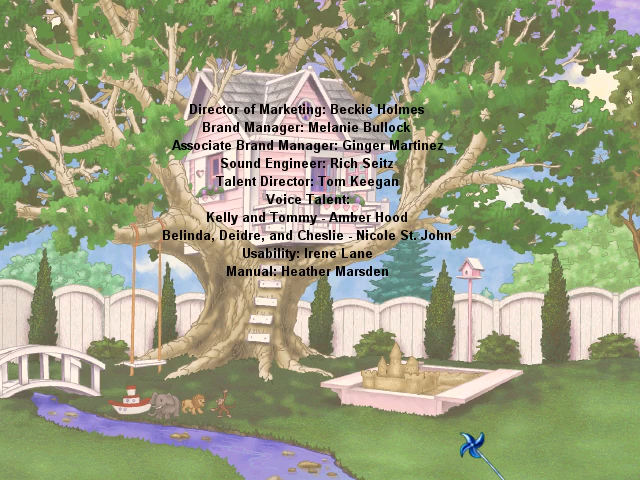 Director of Marketing: Beckie Holmes
Brand Manager: Melanie Bullock
Associate Brand Manager: Ginger Martinez
Sound Engineer: Rich Seitz
Talent Director: Tom Keegan
Voice Talent:
Kelly and Tommy - Amber Hood
Belinda, Deidre, and Cheslie - Nicole St. John
Usability: Irene Lane
Manual: Heather Marsden